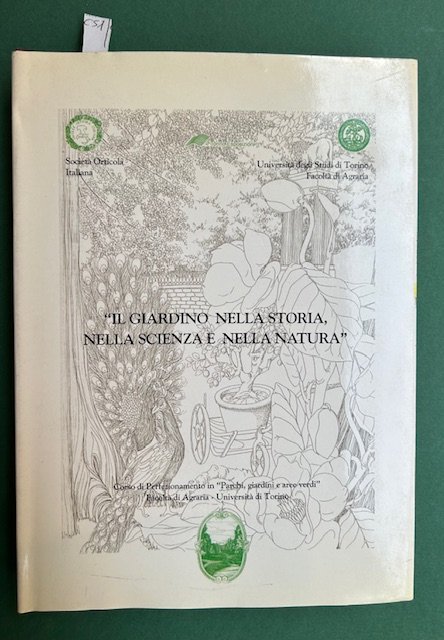 CSA
Società Orticola
Italiana
Università degli Studi di Torino
Facoltà di Agraria
"IL GIARDINO NELLA STORIA,
NELLA SCIENZA E NELLA NATURA"
Corso di Perfezionamento in "Parchi, giardini e aree verdi"
Facoltà di Agraria - Università di Torino